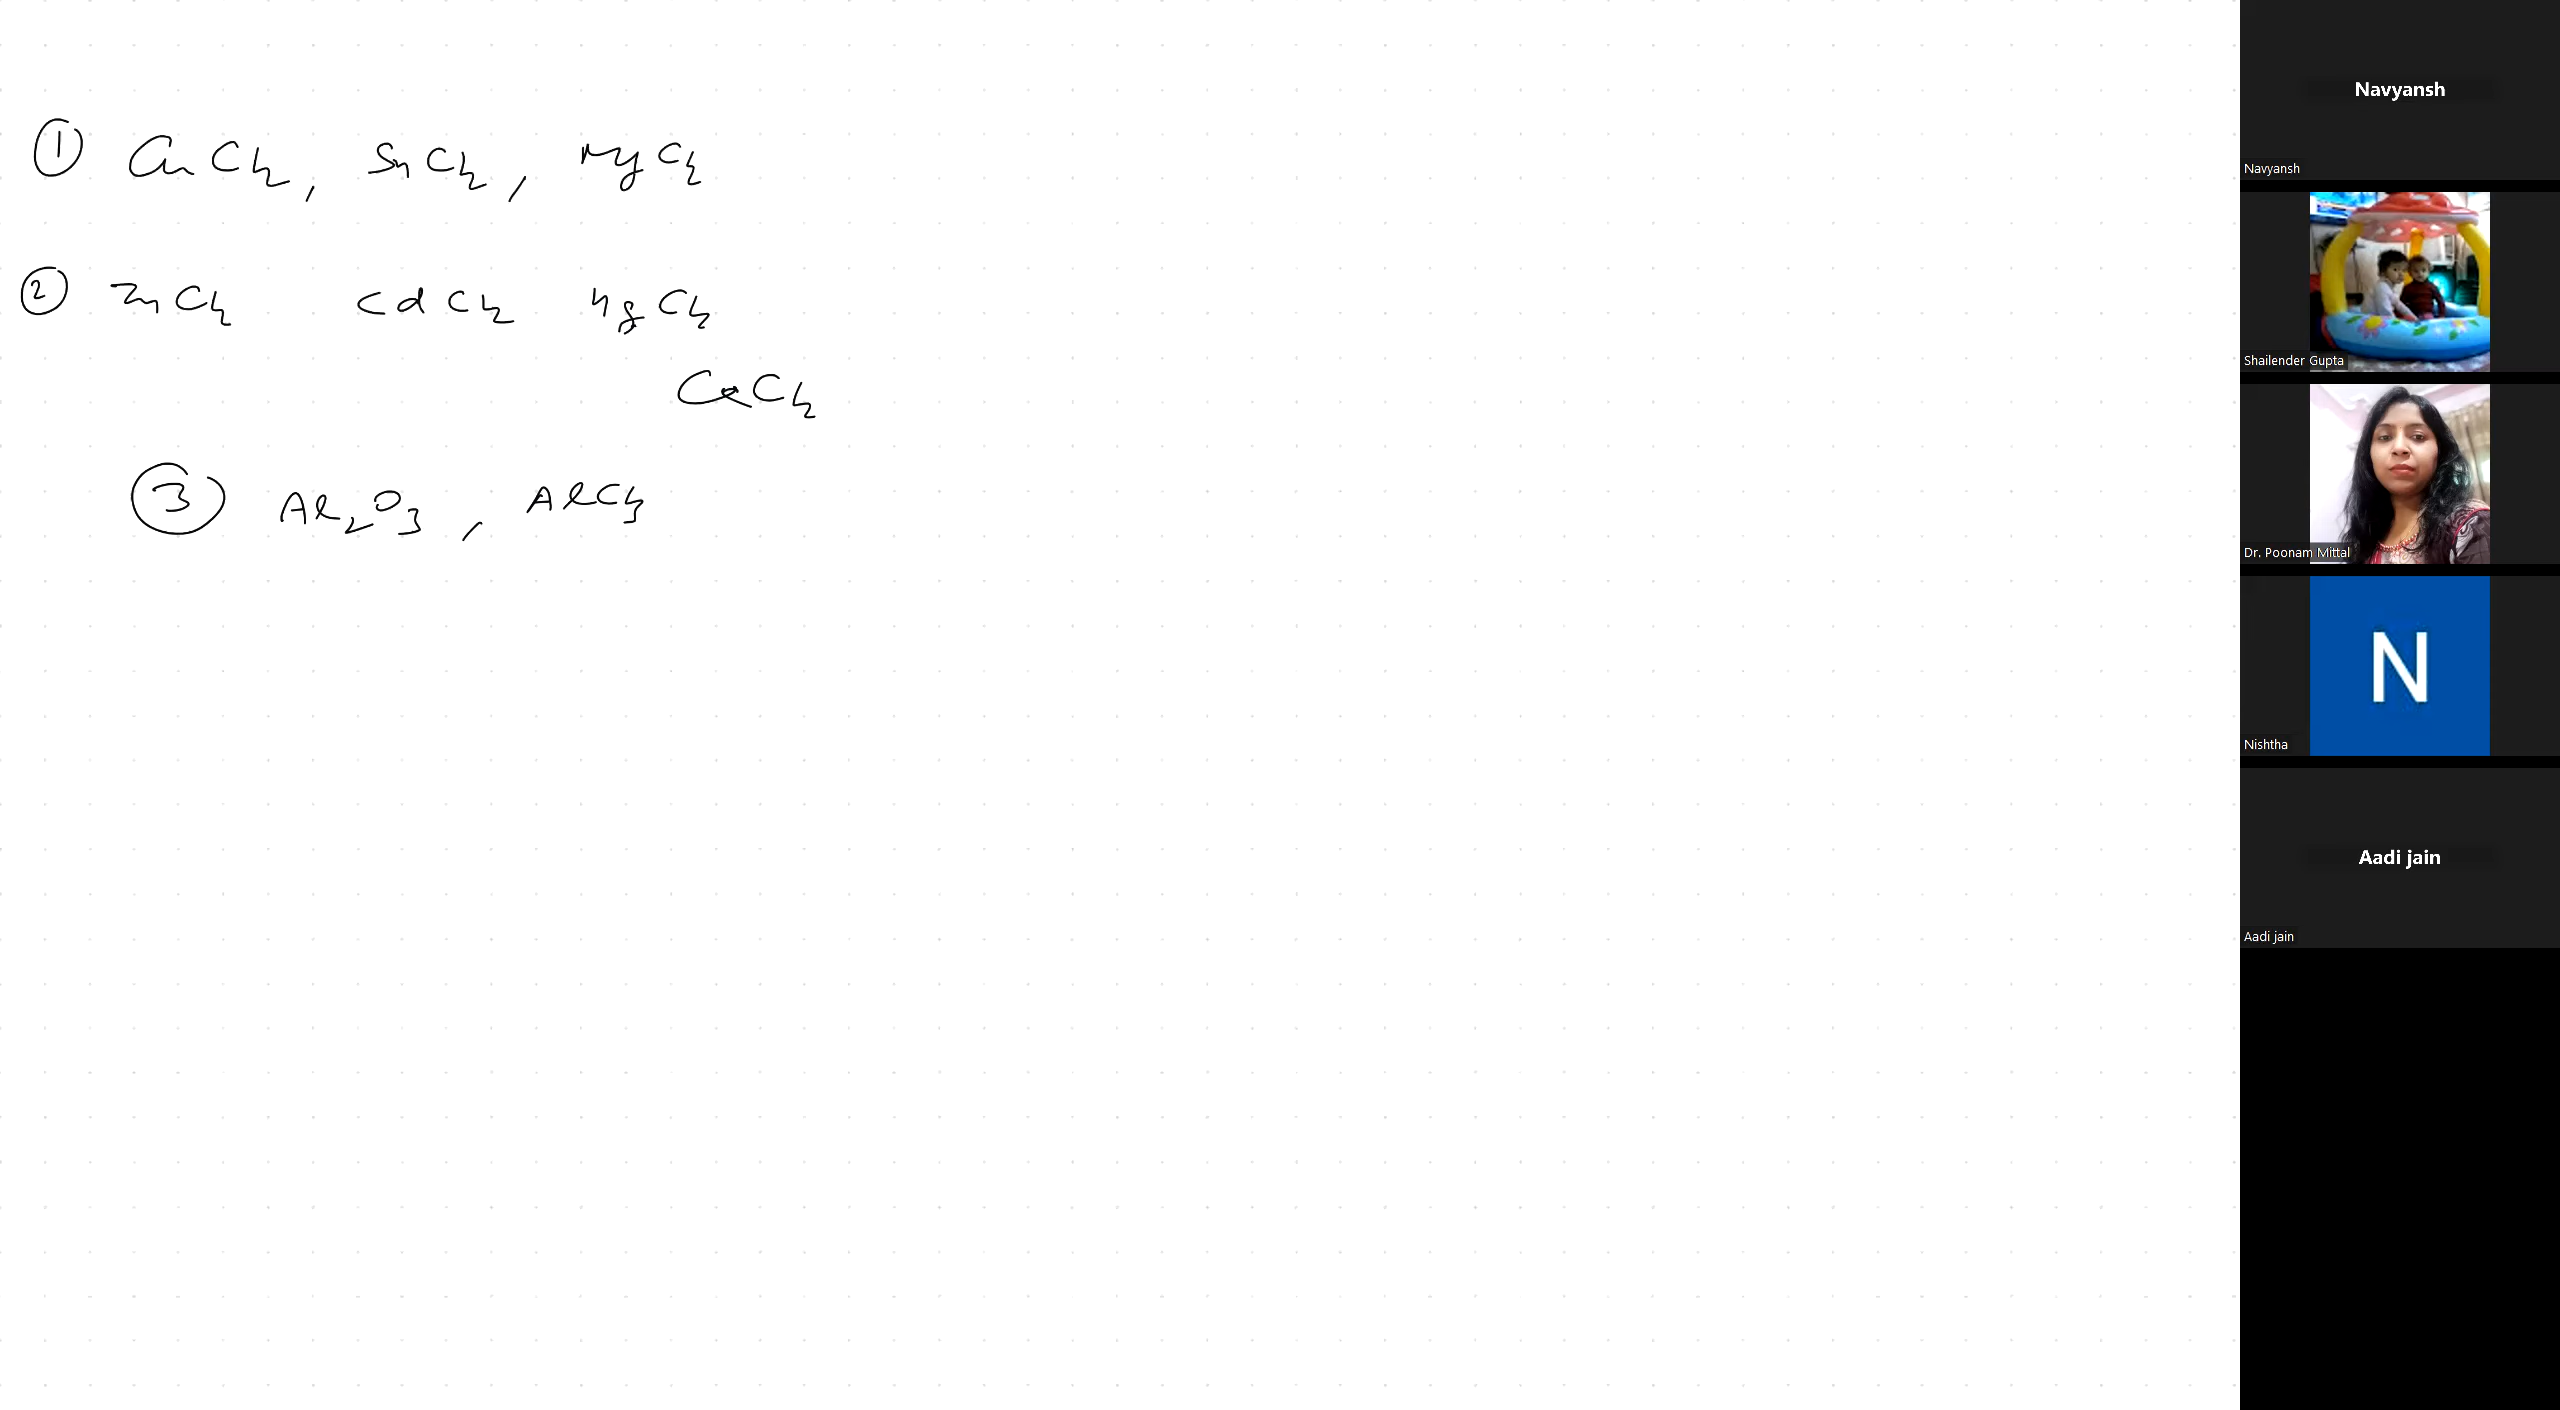 ① CuCl₂, SnCl₂, MgCl₂
② ZnCl₂ CdCl₂ HgCl₂
CaCl₂
③ Al₂O₃, AlCl₃
Navyansh
Navyansh
Shailender Gupta
Dr. Poonam Mittal
N
Nishtha
Aadi jain
Aadi jain